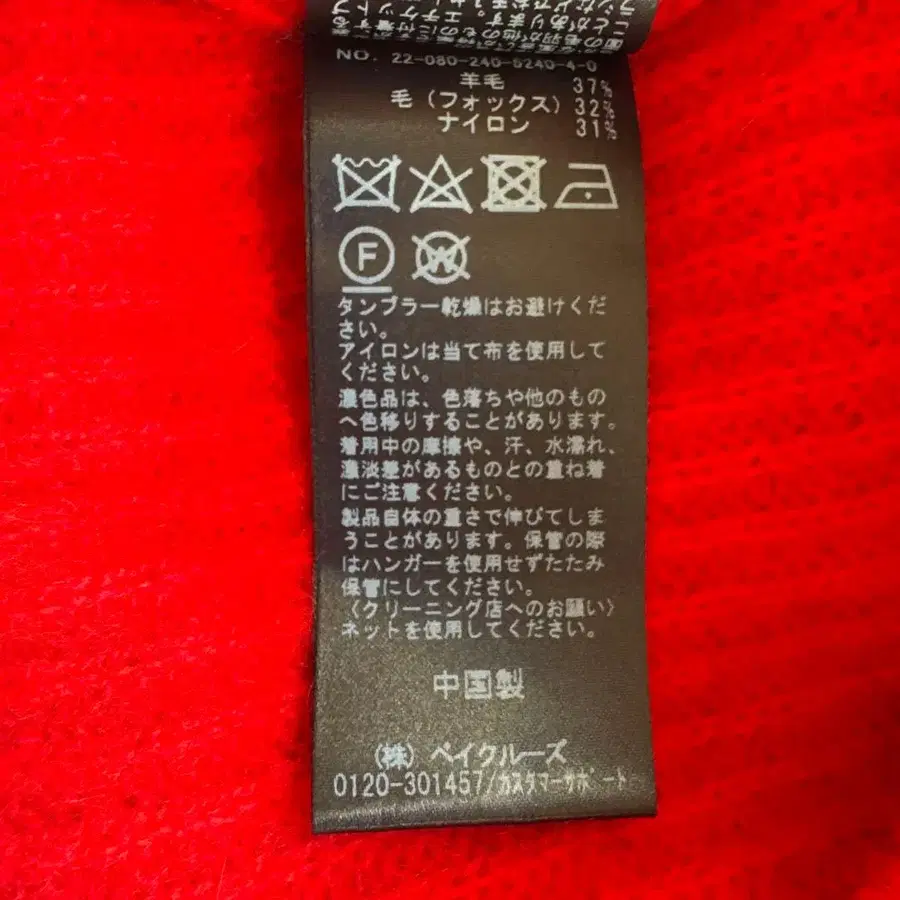 NO. 22-080-240-5240-4-0
羊毛 37%
毛（フォックス）32%
ナイロン 31%
F
W
タンブラー乾燥はお避けくだ
さい。
アイロンは当て布を使用して
ください。
濃色品は、色落ちや他のもの
へ色移りすることがあります。
着用中の摩擦や、汗、水濡れ、
濃淡差があるものとの重ね着
にご注意ください。
製品自体の重さで伸びてしま
うことがあります。保管の際
はハンガーを使用せずたたみ
保管にしてください。
〈クリーニング店へのお願い〉
ネットを使用してください。
中国製
（株）ベイクルーズ
0120-301457/カスタマーサポート